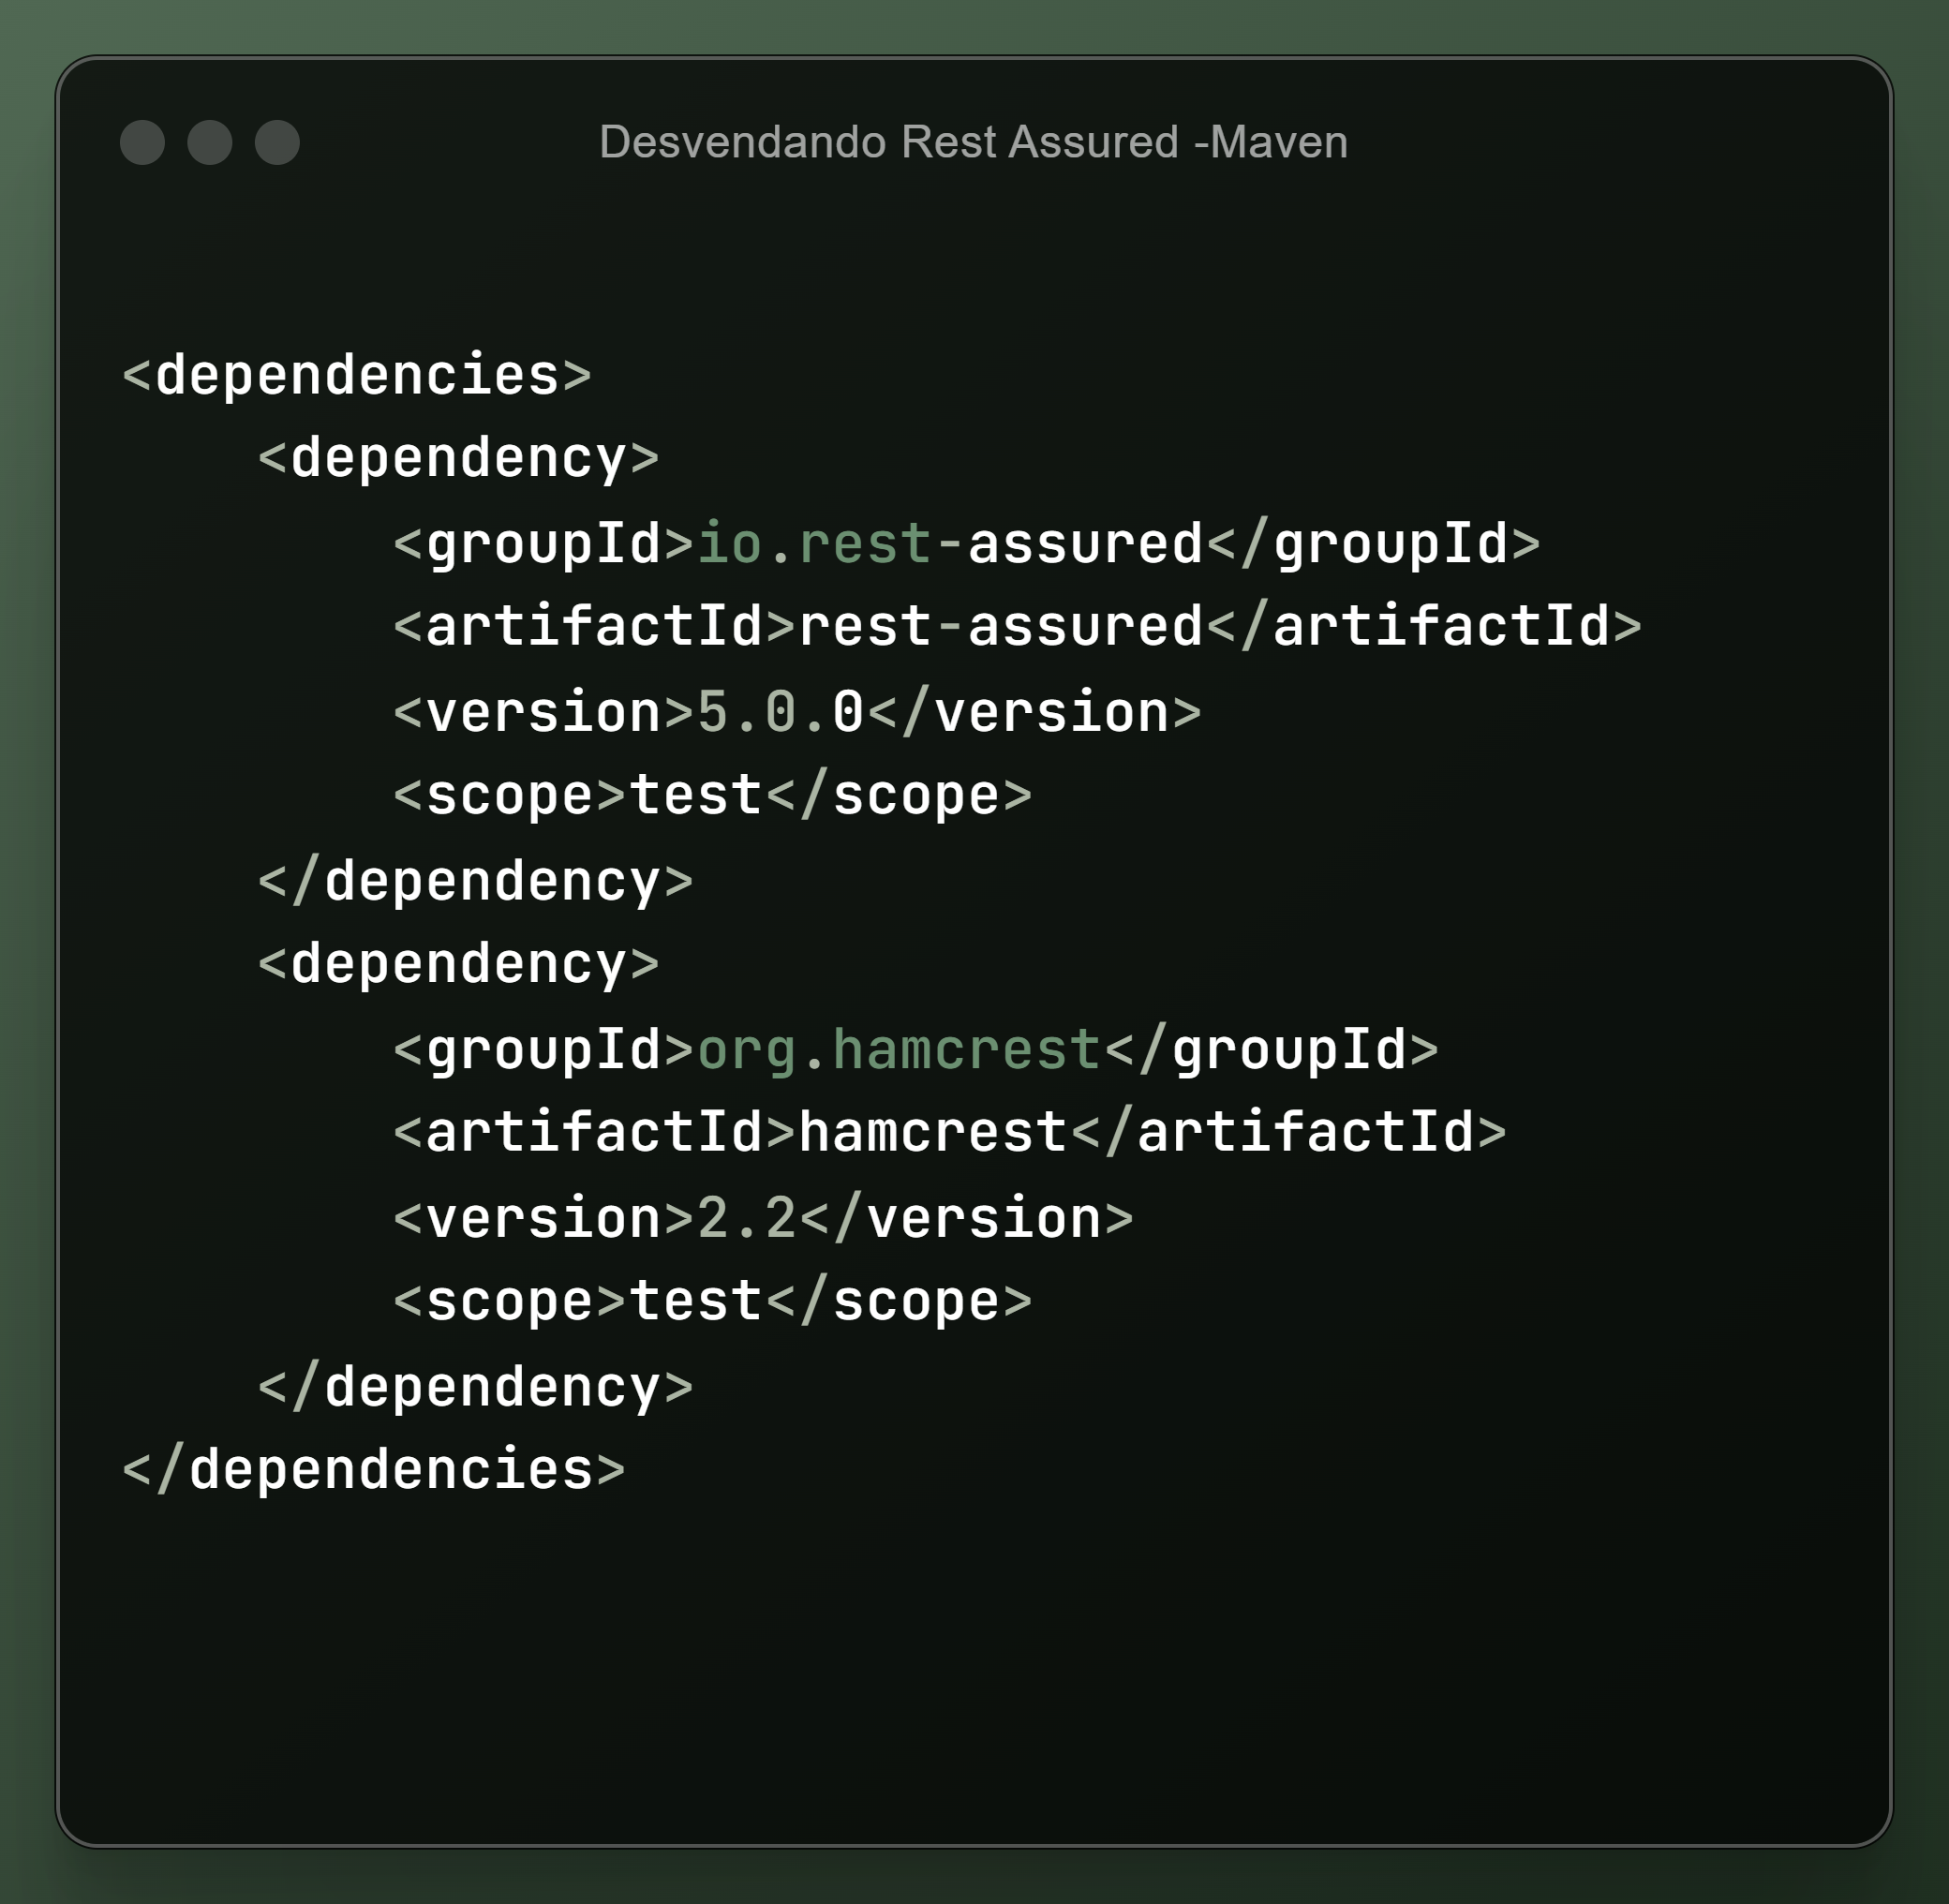 Desvendando Rest Assured -Maven
<dependencies>
    <dependency>
        <groupId>io.rest-assured</groupId>
        <artifactId>rest-assured</artifactId>
        <version>5.0.0</version>
        <scope>test</scope>
    </dependency>
    <dependency>
        <groupId>org.hamcrest</groupId>
        <artifactId>hamcrest</artifactId>
        <version>2.2</version>
        <scope>test</scope>
    </dependency>
</dependencies>